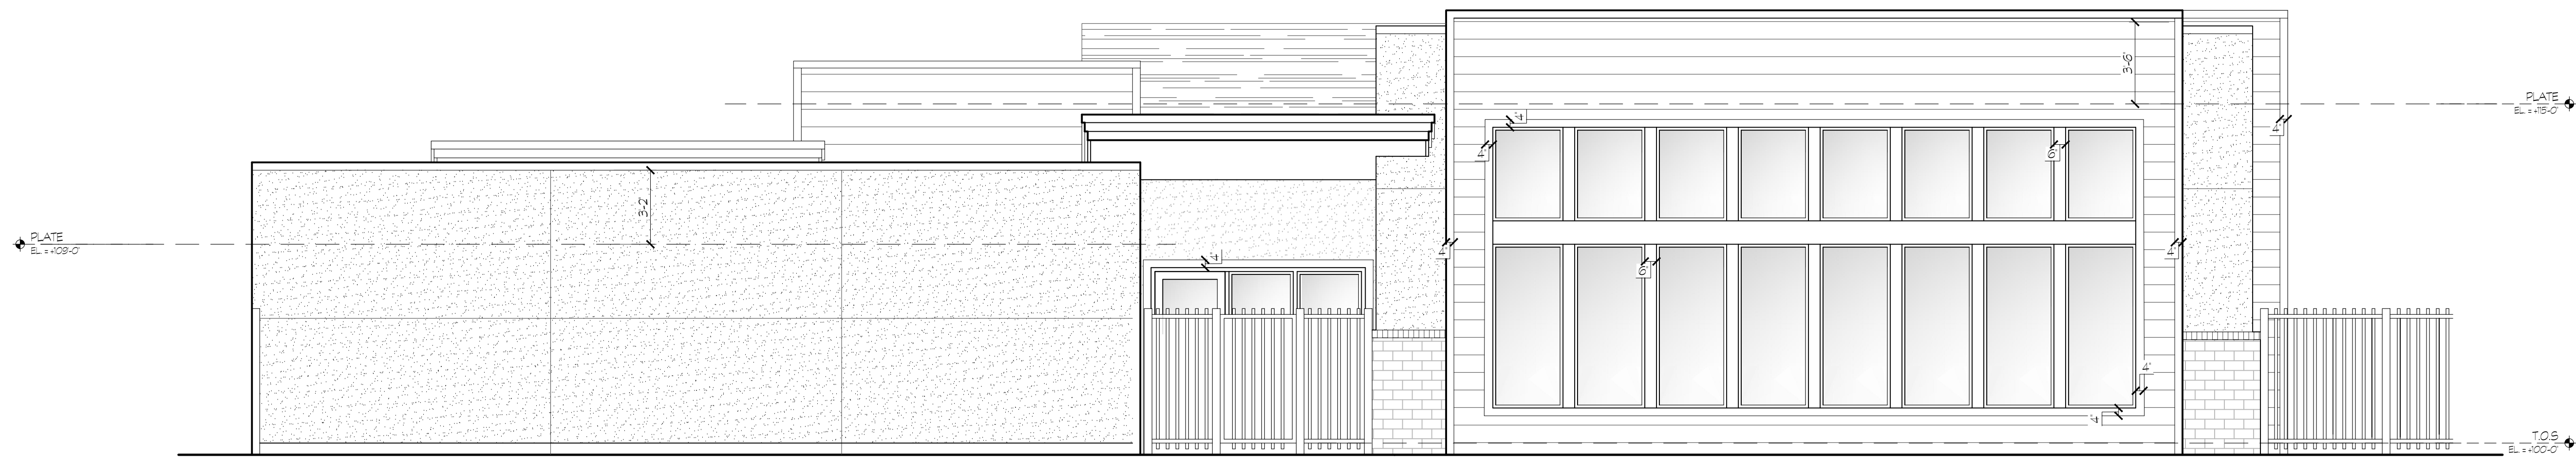 PLATE
EL. = +115'-0"
3'-6"
4"
4"
4"
6"
3'-2"
PLATE
EL. = +109'-0"
4"
4"
4"
6"
4"
4"
T.O.S
EL. = +100'-0"